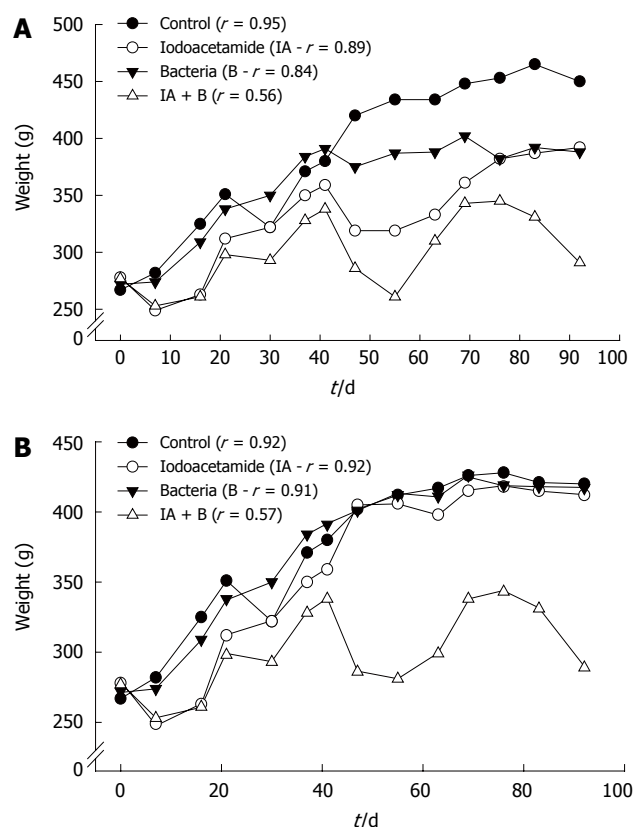 A
500
Control (r = 0.95)
Iodoacetamide (IA - r = 0.89)
Bacteria (B - r = 0.84)
IA + B (r = 0.56)
450
400
350
300
250
0
Weight (g)
0 10 20 30 40 50 60 70 80 90 100
t/d
B
450
Control (r = 0.92)
Iodoacetamide (IA - r = 0.92)
Bacteria (B - r = 0.91)
IA + B (r = 0.57)
400
350
300
250
0
Weight (g)
0 20 40 60 80 100
t/d